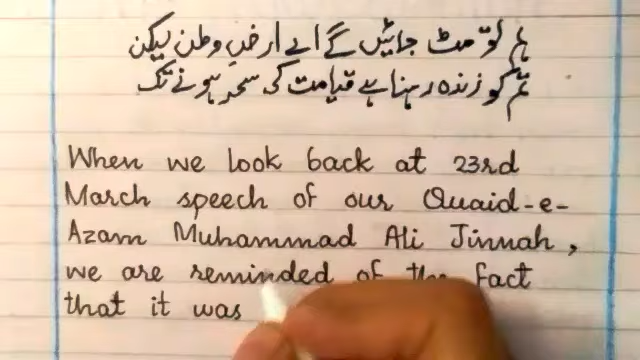 ہم تو مٹ جائیں گے اے ارضِ وطن لیکن
تم کو زندہ رہنا ہے قیامت کی سحر ہونے تک
When we look back at 23rd
March speech of our Quaid-e-
Azam Muhammad Ali Jinnah,
we are reminded of the fact
that it was